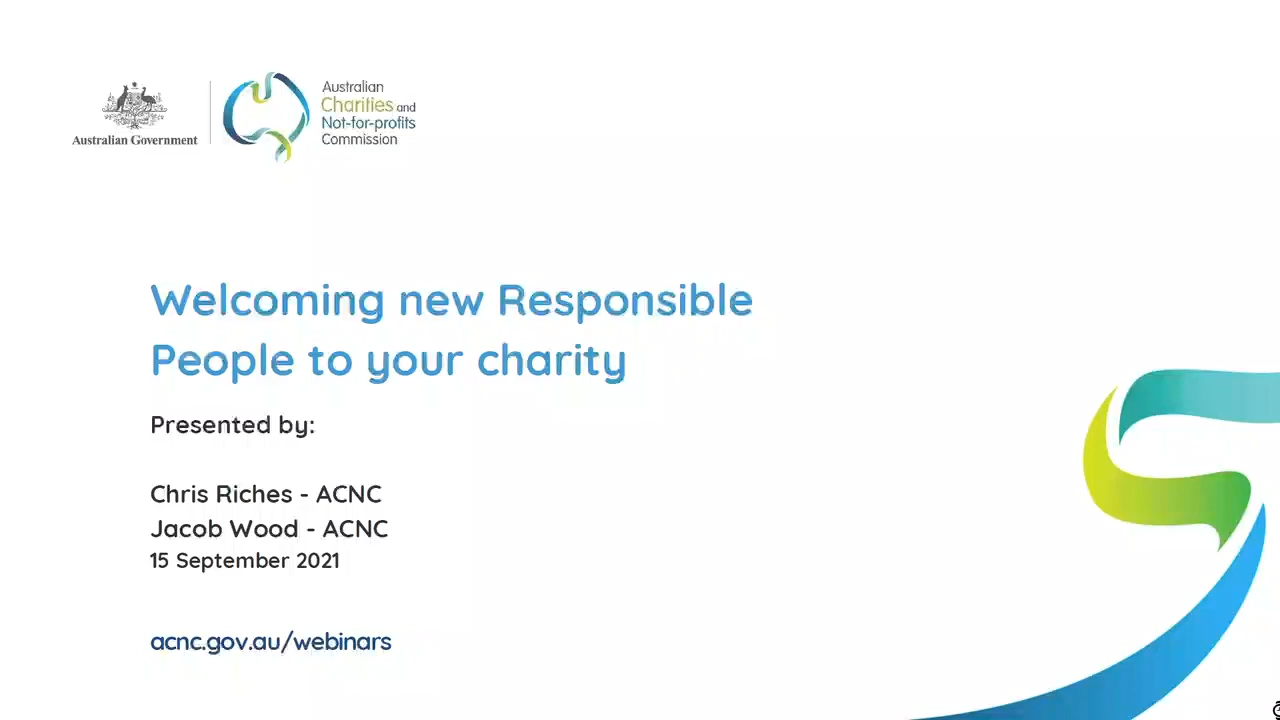 Australian Government
Australian
Charities and
Not-for-profits
Commission
Welcoming new Responsible
People to your charity
Presented by:
Chris Riches - ACNC
Jacob Wood - ACNC
15 September 2021
acnc.gov.au/webinars